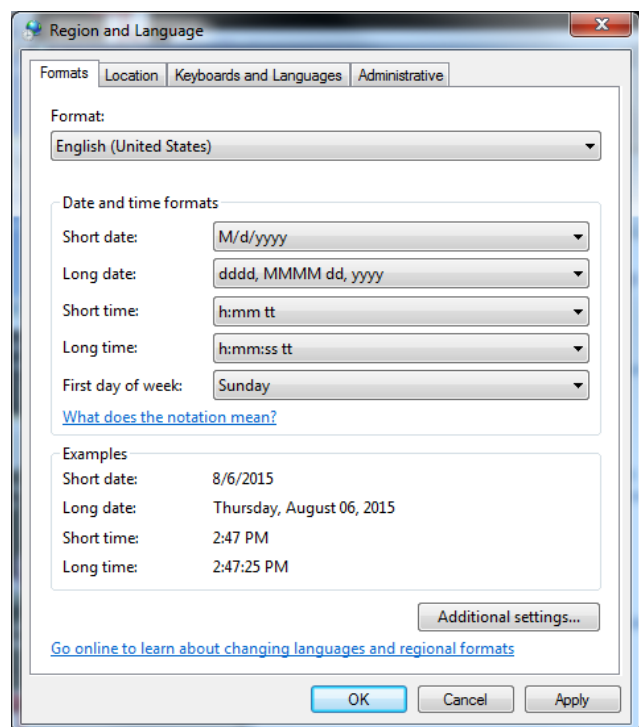 Region and Language
Formats Location Keyboards and Languages Administrative
Format:
English (United States)
Date and time formats
Short date: M/d/yyyy
Long date: dddd, MMMM dd, yyyy
Short time: h:mm tt
Long time: h:mm:ss tt
First day of week: Sunday
What does the notation mean?
Examples
Short date: 8/6/2015
Long date: Thursday, August 06, 2015
Short time: 2:47 PM
Long time: 2:47:25 PM
Additional settings...
Go online to learn about changing languages and regional formats
OK Cancel Apply